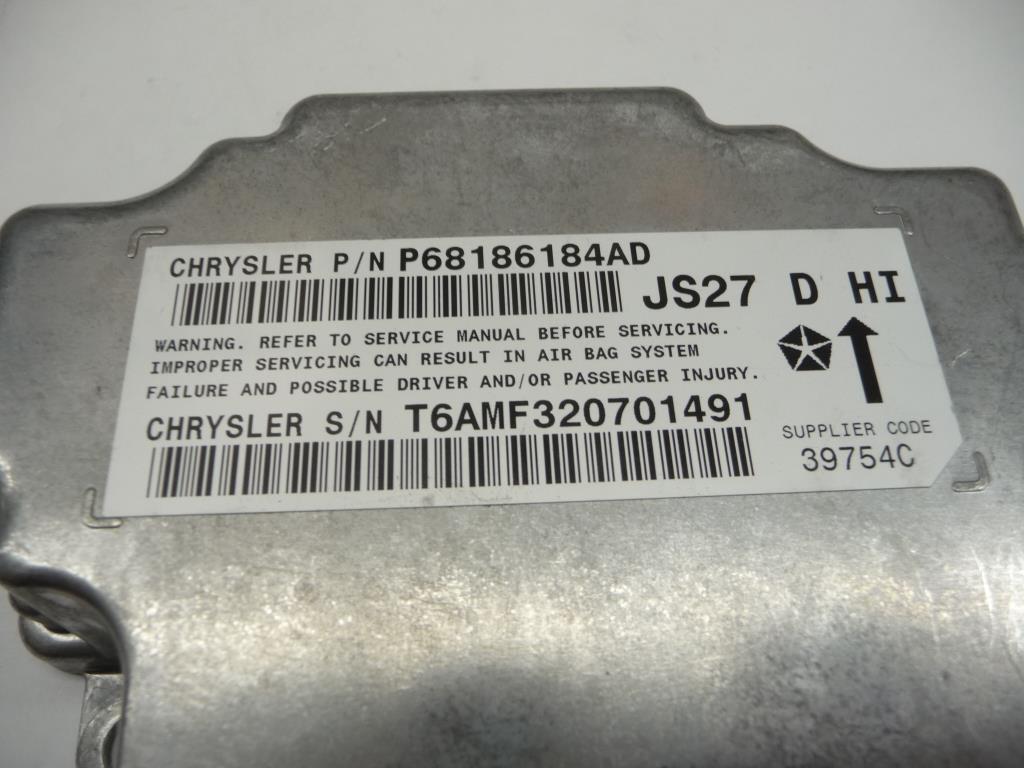 CHRYSLER P/N P68186184AD
JS27 D HI
WARNING. REFER TO SERVICE MANUAL BEFORE SERVICING.
IMPROPER SERVICING CAN RESULT IN AIR BAG SYSTEM
FAILURE AND POSSIBLE DRIVER AND/OR PASSENGER INJURY.
CHRYSLER S/N T6AMF320701491
SUPPLIER CODE
39754C